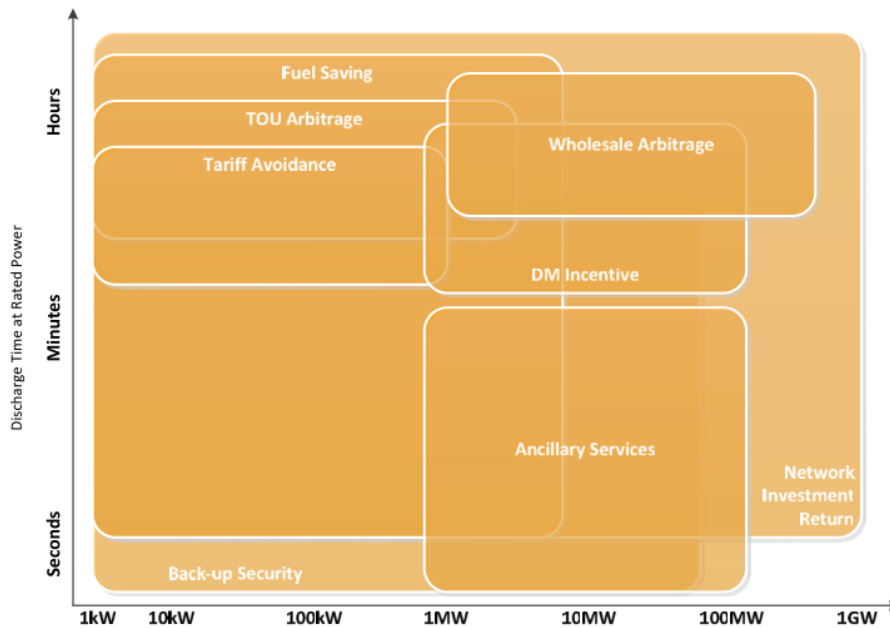 Fuel Saving
TOU Arbitrage
Wholesale Arbitrage
Tariff Avoidance
DM Incentive
Ancillary Services
Network
Investment
Return
Back-up Security
Discharge Time at Rated Power
Hours
Minutes
Seconds
1kW 10kW 100kW 1MW 10MW 100MW 1GW